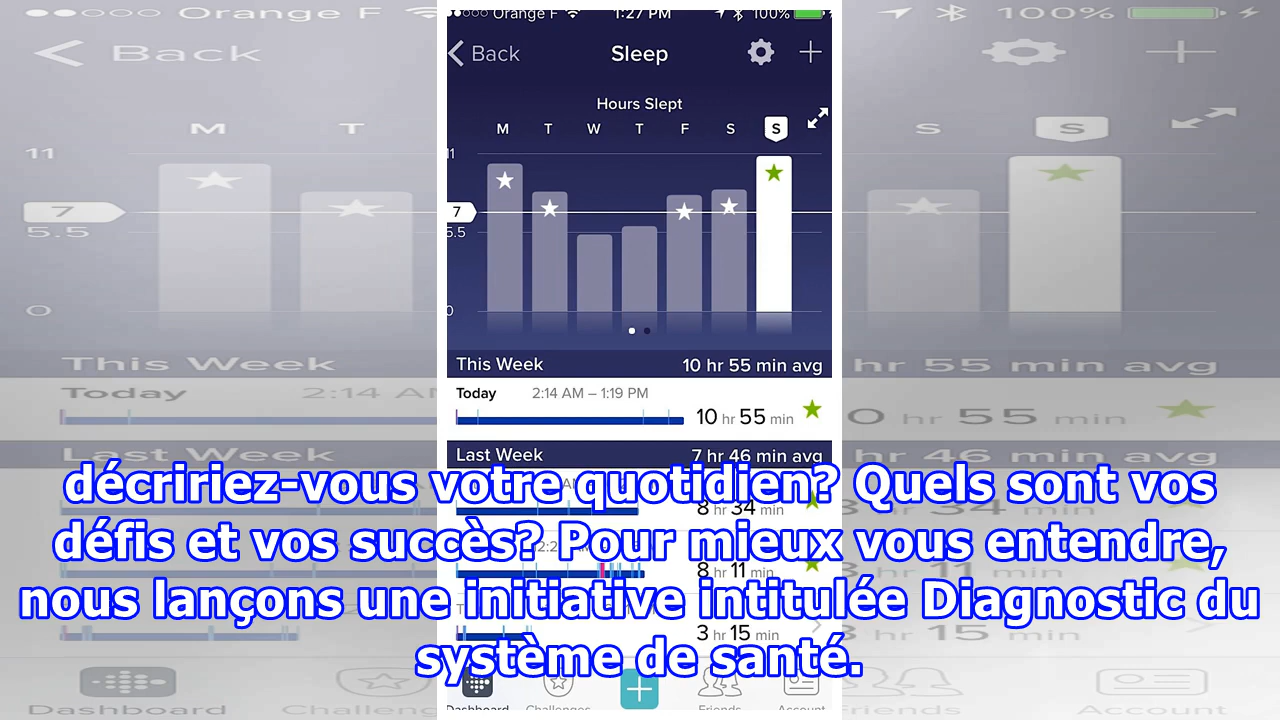 Orange F 1:27 PM 100%
Back Sleep
Hours Slept
M T W T F S S
11
7
5.5
0
This Week 10 hr 55 min avg
Today 2:14 AM – 1:19 PM
10 hr 55 min
Last Week 7 hr 46 min avg
8 hr 34 min
8 hr 11 min
3 hr 15 min
Dashboard Challenges Friends Account
décririez-vous votre quotidien? Quels sont vos
défis et vos succès? Pour mieux vous entendre,
nous lançons une initiative intitulée Diagnostic du
système de santé.